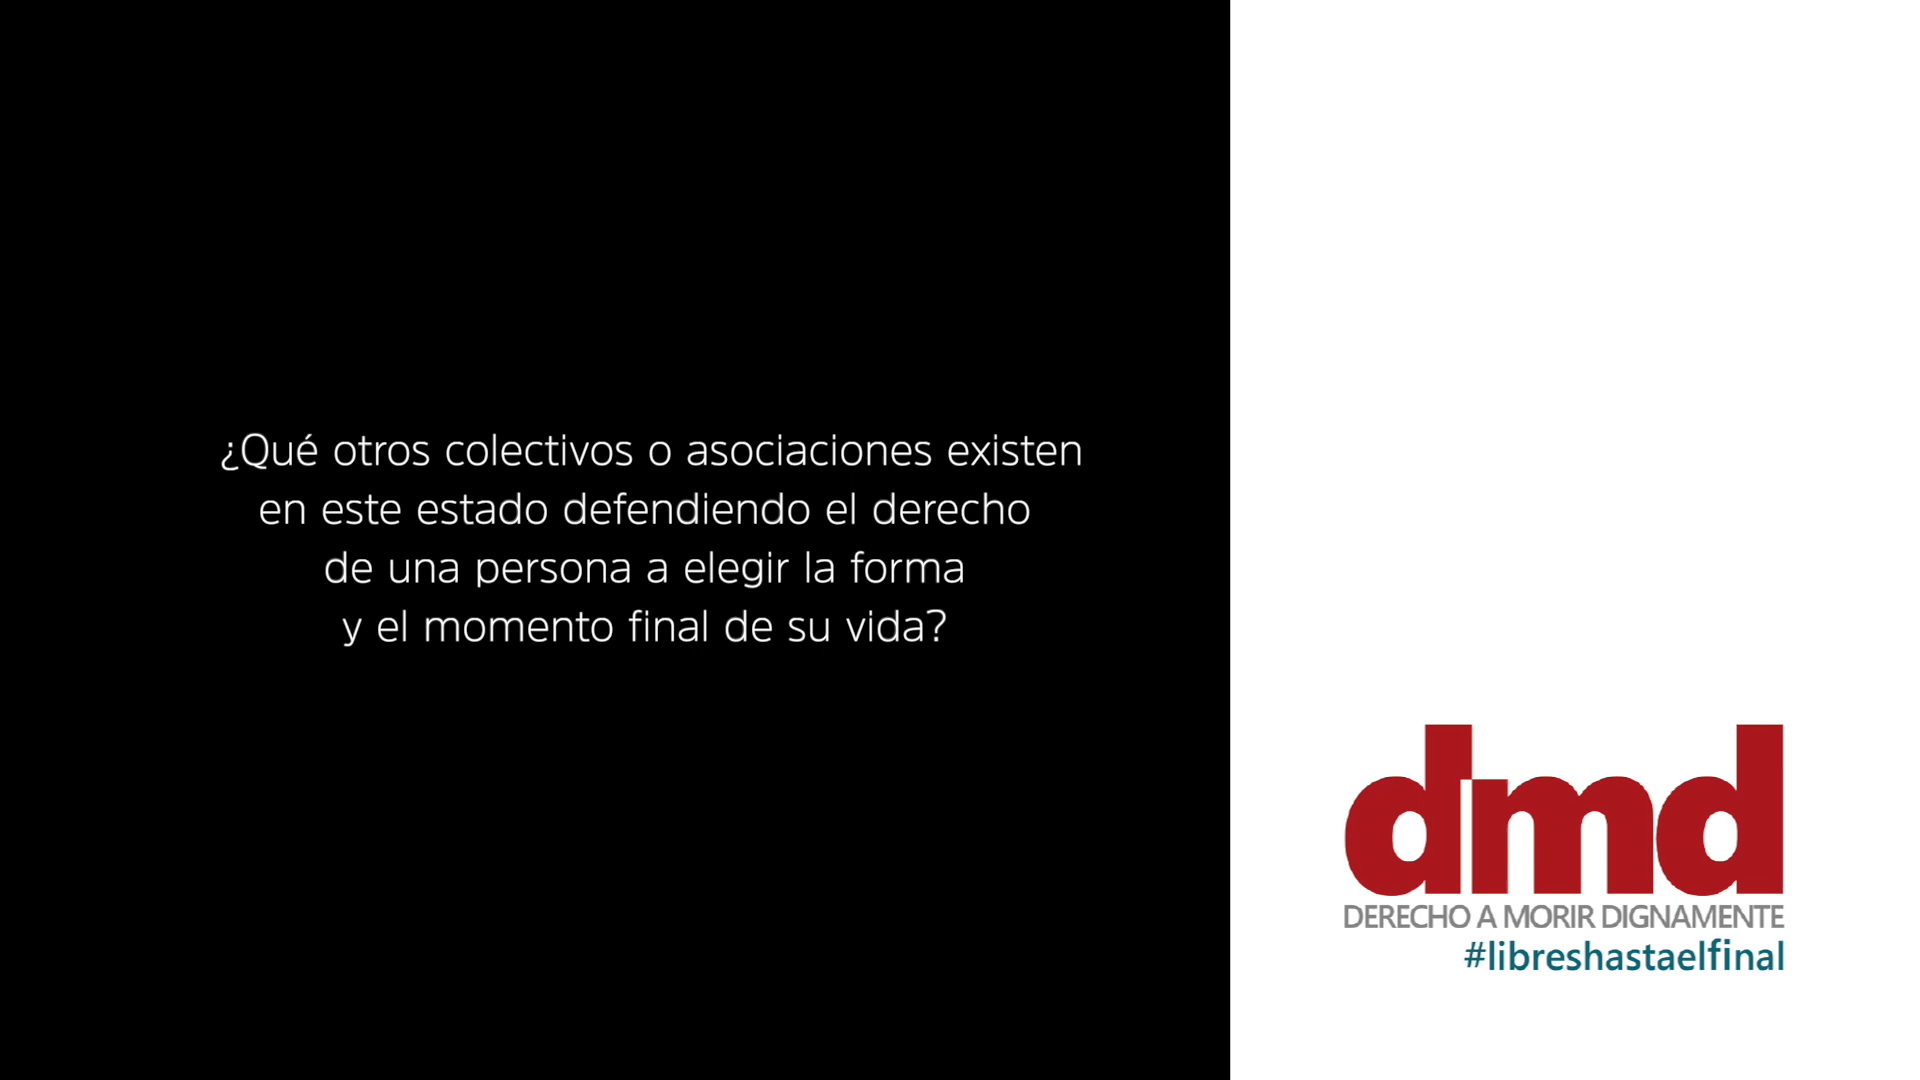 ¿Qué otros colectivos o asociaciones existen
en este estado defendiendo el derecho
de una persona a elegir la forma
y el momento final de su vida?
dmd
DERECHO A MORIR DIGNAMENTE
#libreshastaelfinal